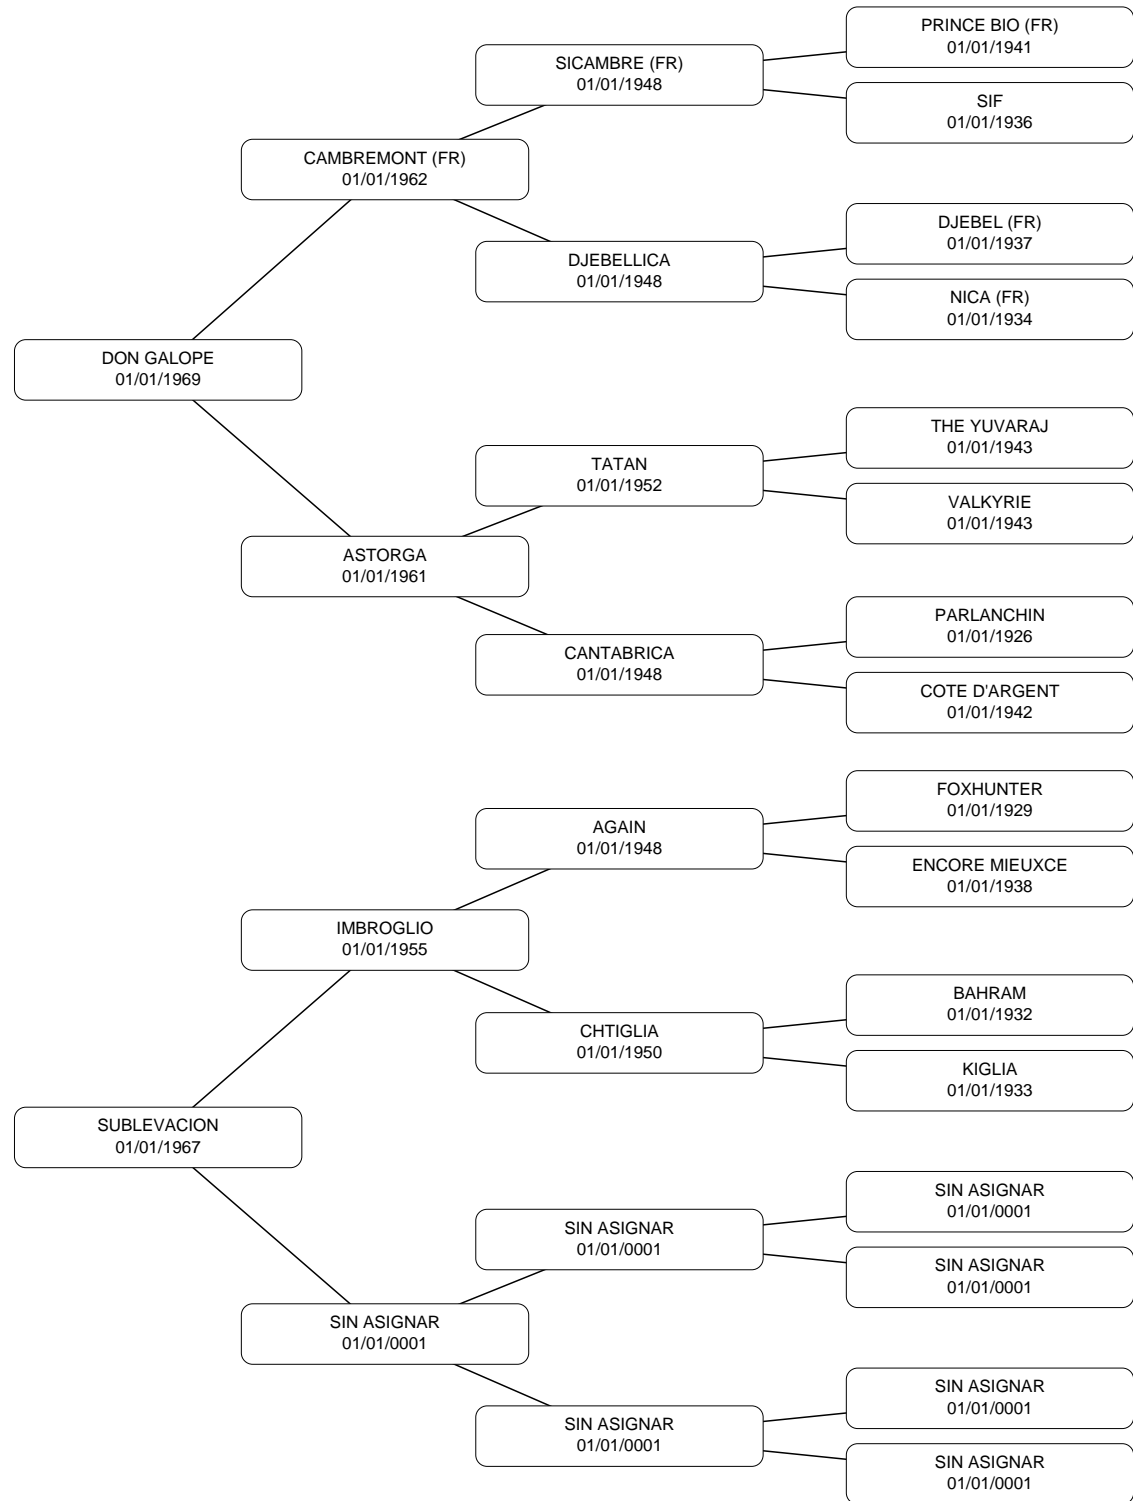 PRINCE BIO (FR)
01/01/1941
SICAMBRE (FR)
01/01/1948
SIF
01/01/1936
CAMBREMONT (FR)
01/01/1962
DJEBEL (FR)
01/01/1937
DJEBELLICA
01/01/1948
NICA (FR)
01/01/1934
DON GALOPE
01/01/1969
THE YUVARAJ
01/01/1943
TATAN
01/01/1952
VALKYRIE
01/01/1943
ASTORGA
01/01/1961
PARLANCHIN
01/01/1926
CANTABRICA
01/01/1948
COTE D'ARGENT
01/01/1942
FOXHUNTER
01/01/1929
AGAIN
01/01/1948
ENCORE MIEUXCE
01/01/1938
IMBROGLIO
01/01/1955
BAHRAM
01/01/1932
CHTIGLIA
01/01/1950
KIGLIA
01/01/1933
SUBLEVACION
01/01/1967
SIN ASIGNAR
01/01/0001
SIN ASIGNAR
01/01/0001
SIN ASIGNAR
01/01/0001
SIN ASIGNAR
01/01/0001
SIN ASIGNAR
01/01/0001
SIN ASIGNAR
01/01/0001
SIN ASIGNAR
01/01/0001